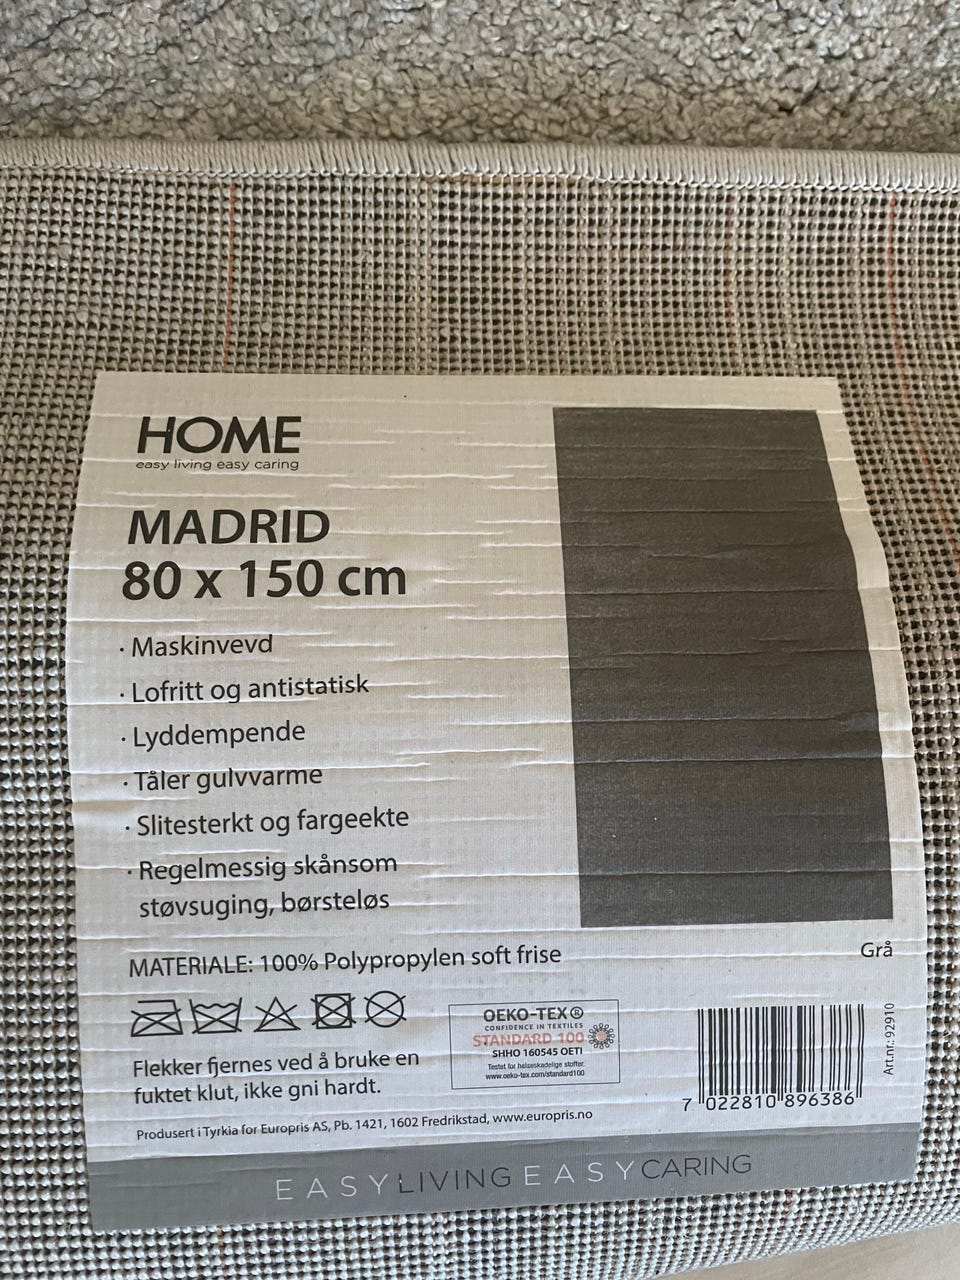 HOME
easy living easy caring
MADRID
80 x 150 cm
· Maskinvevd
· Lofritt og antistatisk
· Lyddempende
· Tåler gulvvarme
· Slitesterkt og fargeekte
· Regelmessig skånsom
støvsuging, børsteløs
MATERIALE: 100% Polypropylen soft frise
Grå
Flekker fjernes ved å bruke en
fuktet klut, ikke gni hardt.
OEKO-TEX®
CONFIDENCE IN TEXTILES
STANDARD 100
SHHO 160545 OETI
Testet for helseskadelige stoffer.
www.oeko-tex.com/standard100
7 022810 896386
Art.nr.: 92910
Produsert i Tyrkia for Europris AS, Pb. 1421, 1602 Fredrikstad, www.europris.no
EASYLIVINGEASYCARING